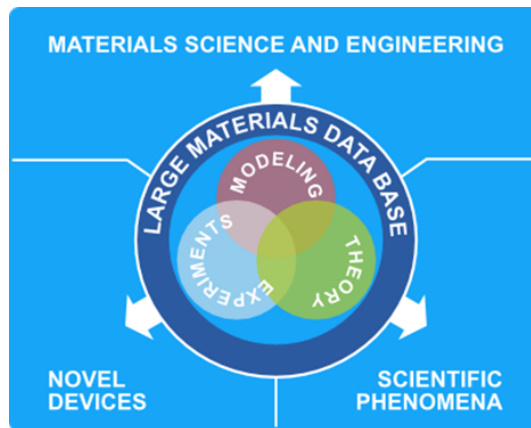 MATERIALS SCIENCE AND ENGINEERING
LARGE MATERIALS DATA BASE
MODELING
EXPERIMENTS
THEORY
NOVEL
DEVICES
SCIENTIFIC
PHENOMENA